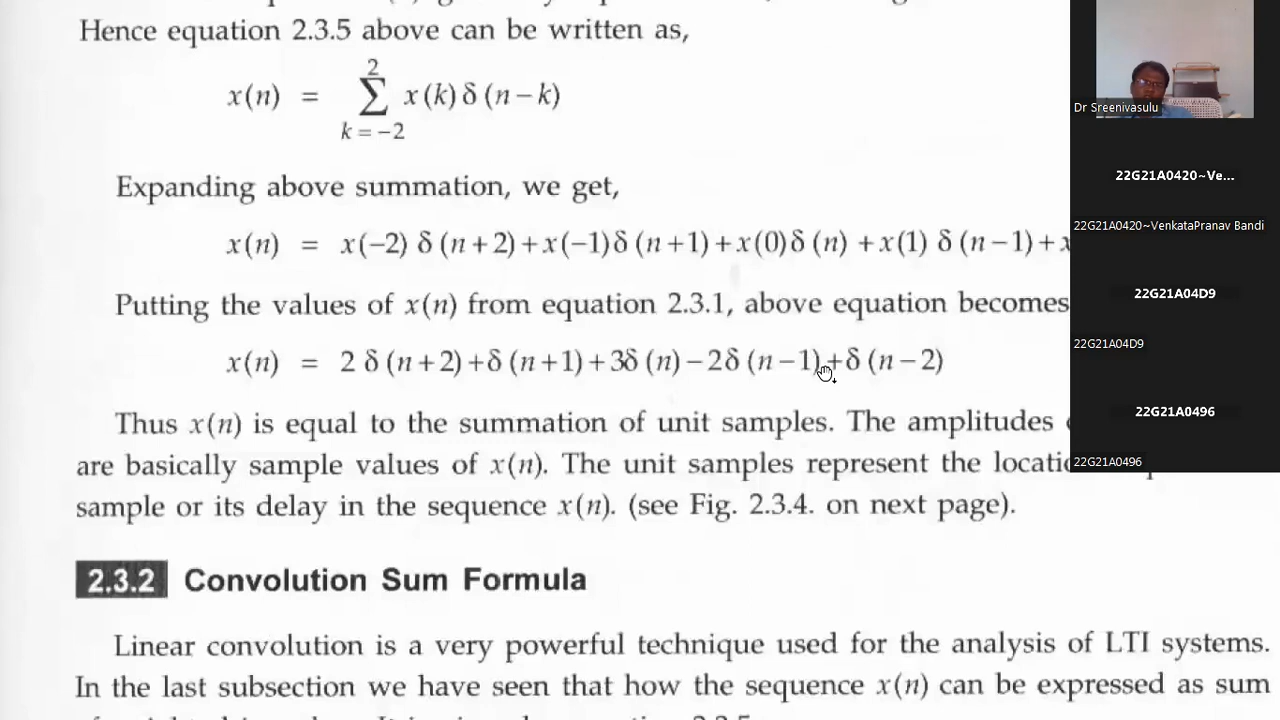 Hence equation 2.3.5 above can be written as,
x(n) = 2 ∑ k=−2 x(k) δ (n−k)
Expanding above summation, we get,
x(n) = x(−2) δ (n+2) + x(−1)δ (n+1) + x(0)δ (n) + x(1) δ (n−1) +
Putting the values of x(n) from equation 2.3.1, above equation becomes
x(n) = 2 δ (n+2) + δ (n+1) + 3δ (n) − 2δ (n−1) + δ (n−2)
Thus x(n) is equal to the summation of unit samples. The amplitudes
are basically sample values of x(n). The unit samples represent the
sample or its delay in the sequence x(n). (see Fig. 2.3.4. on next page).
2.3.2 Convolution Sum Formula
Linear convolution is a very powerful technique used for the analysis of LTI systems.
In the last subsection we have seen that how the sequence x(n) can be expressed as sum
Dr Sreenivasulu
22G21A0420~Ve...
22G21A0420~VenkataPranav Bandi
22G21A04D9
22G21A04D9
22G21A0496
22G21A0496